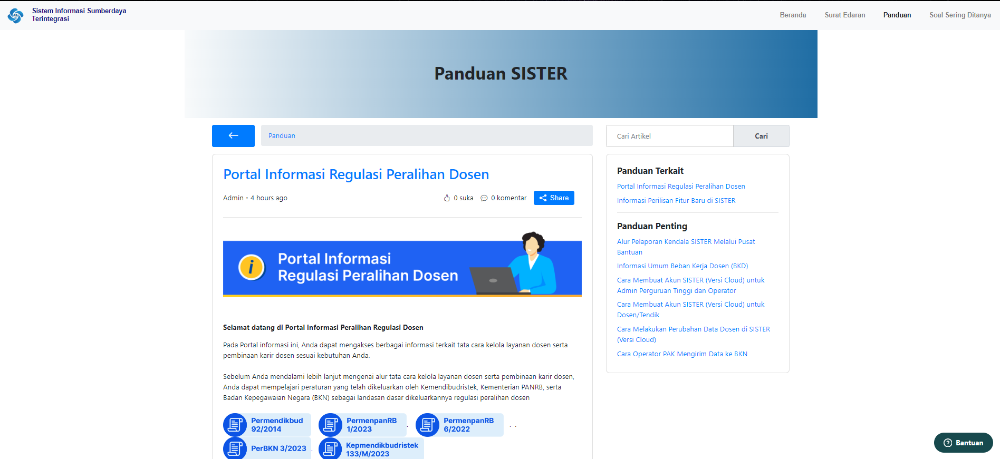 Sistem Informasi Sumberdaya
Terintegrasi
Beranda
Surat Edaran
Panduan
Soal Sering Ditanya
Panduan SISTER
Panduan
Cari Artikel
Cari
Portal Informasi Regulasi Peralihan Dosen
Admin • 4 hours ago
0 suka
0 komentar
Share
Portal Informasi
Regulasi Peralihan Dosen
Selamat datang di Portal Informasi Peralihan Regulasi Dosen
Pada Portal informasi ini, Anda dapat mengakses berbagai informasi terkait tata cara kelola layanan dosen serta
pembinaan karir dosen sesuai kebutuhan Anda.
Sebelum Anda mendalami lebih lanjut mengenai alur tata cara kelola layanan dosen serta pembinaan karir dosen,
Anda dapat mempelajari peraturan yang telah dikeluarkan oleh Kemendibudristek, Kementerian PANRB, serta
Badan Kepegawaian Negara (BKN) sebagai landasan dasar dikeluarkannya regulasi peralihan dosen
Permendikbud
92/2014
PermenpanRB
1/2023
.
PermenpanRB
6/2022
. .
PerBKN 3/2023
.
Kepmendikbudristek
133/M/2023
Panduan Terkait
Portal Informasi Regulasi Peralihan Dosen
Informasi Perilisan Fitur Baru di SISTER
Panduan Penting
Alur Pelaporan Kendala SISTER Melalui Pusat
Bantuan
Informasi Umum Beban Kerja Dosen (BKD)
Cara Membuat Akun SISTER (Versi Cloud) untuk
Admin Perguruan Tinggi dan Operator
Cara Membuat Akun SISTER (Versi Cloud) untuk
Dosen/Tendik
Cara Melakukan Perubahan Data Dosen di SISTER
(Versi Cloud)
Cara Operator PAK Mengirim Data ke BKN
Bantuan